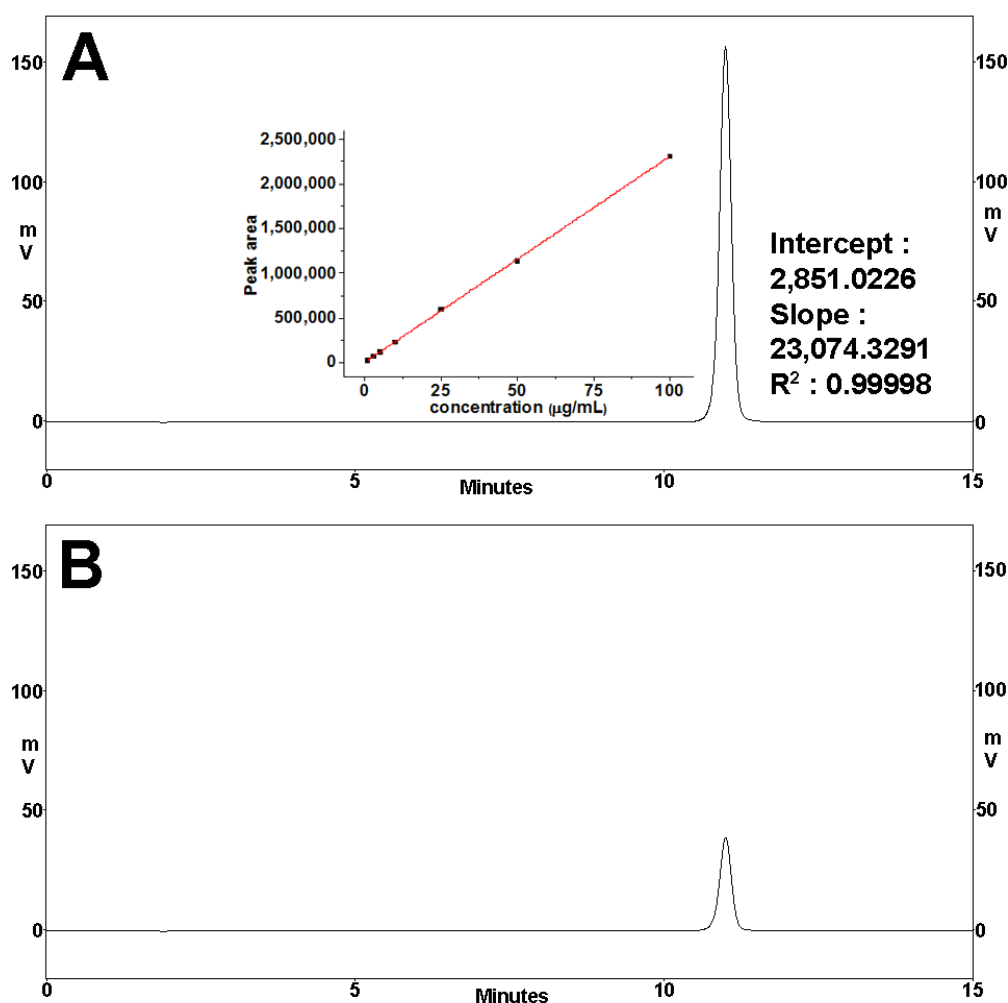 A
150
150
2,500,000
2,000,000
1,500,000
1,000,000
500,000
0
Peak area
0
25
50
75
100
concentration (μg/mL)
100
100
m
V
m
V
50
50
0
0
Intercept :
2,851.0226
Slope :
23,074.3291
R² : 0.99998
0
5
10
15
Minutes
B
150
150
100
100
m
V
m
V
50
50
0
0
0
5
10
15
Minutes